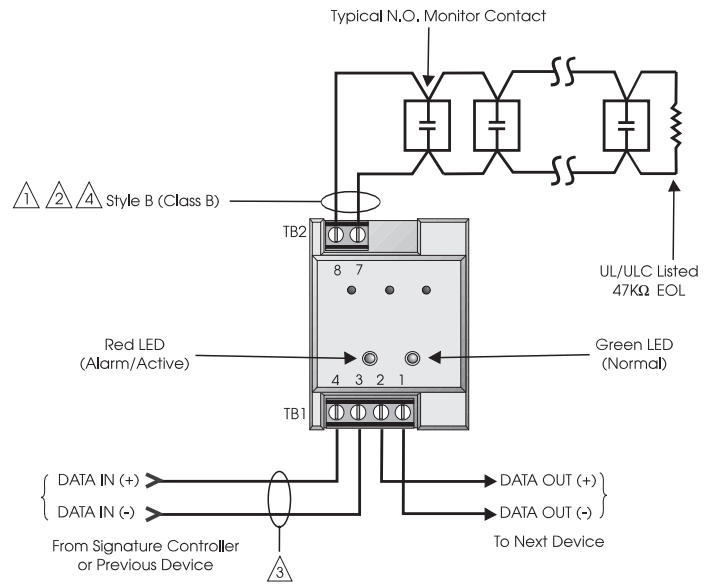 Typical N.O. Monitor Contact
1 2 4 Style B (Class B)
TB2
8 7
UL/ULC Listed
47KΩ EOL
Red LED
(Alarm/Active)
Green LED
(Normal)
4 3 2 1
TB1
DATA IN (+)
DATA OUT (+)
DATA IN (-)
DATA OUT (-)
From Signature Controller
or Previous Device
To Next Device
3